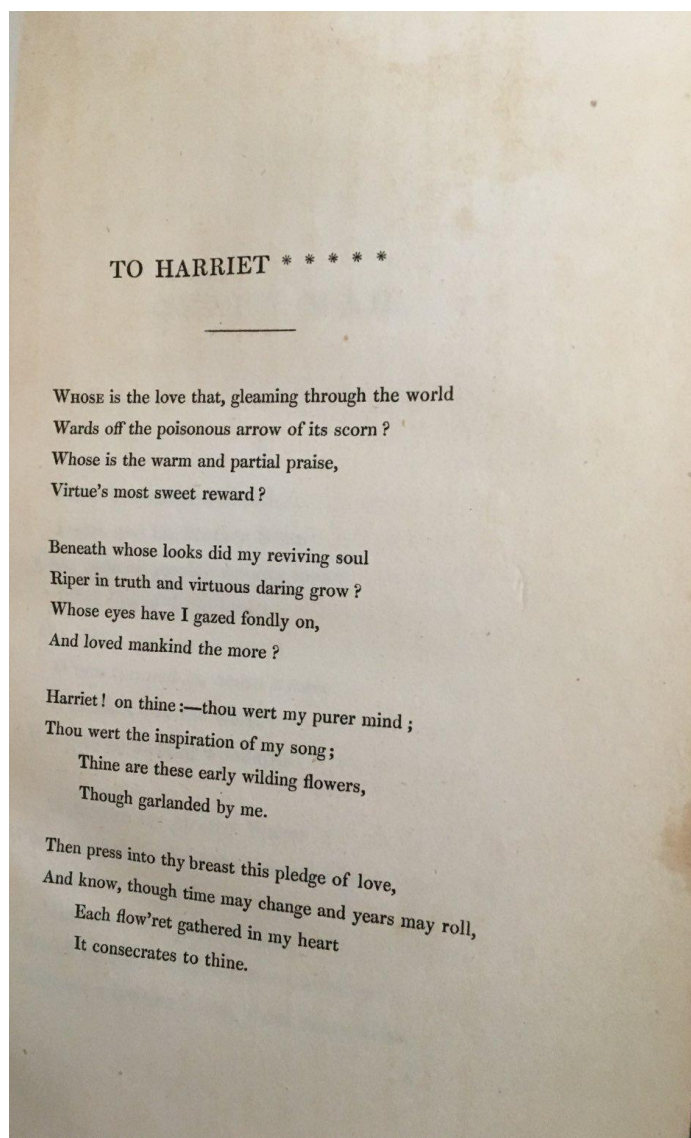 TO HARRIET * * * * *
WHOSE is the love that, gleaming through the world
Wards off the poisonous arrow of its scorn ?
Whose is the warm and partial praise,
Virtue's most sweet reward ?
Beneath whose looks did my reviving soul
Riper in truth and virtuous daring grow ?
Whose eyes have I gazed fondly on,
And loved mankind the more ?
Harriet ! on thine :—thou wert my purer mind ;
Thou wert the inspiration of my song ;
Thine are these early wilding flowers,
Though garlanded by me.
Then press into thy breast this pledge of love,
And know, though time may change and years may roll,
Each flow'ret gathered in my heart
It consecrates to thine.